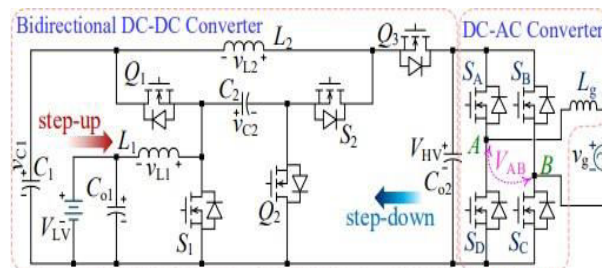 Bidirectional DC-DC Converter
DC-AC Converter
L2
- vL2 +
Q3
Q1
C2
- vC2 +
S2
SA
SB
Lg
step-up
L1
- vL1 +
vC1
C1
Co1
VLV
S1
Q2
step-down
VHV
Co2
A
VAB
B
vg
SD
SC